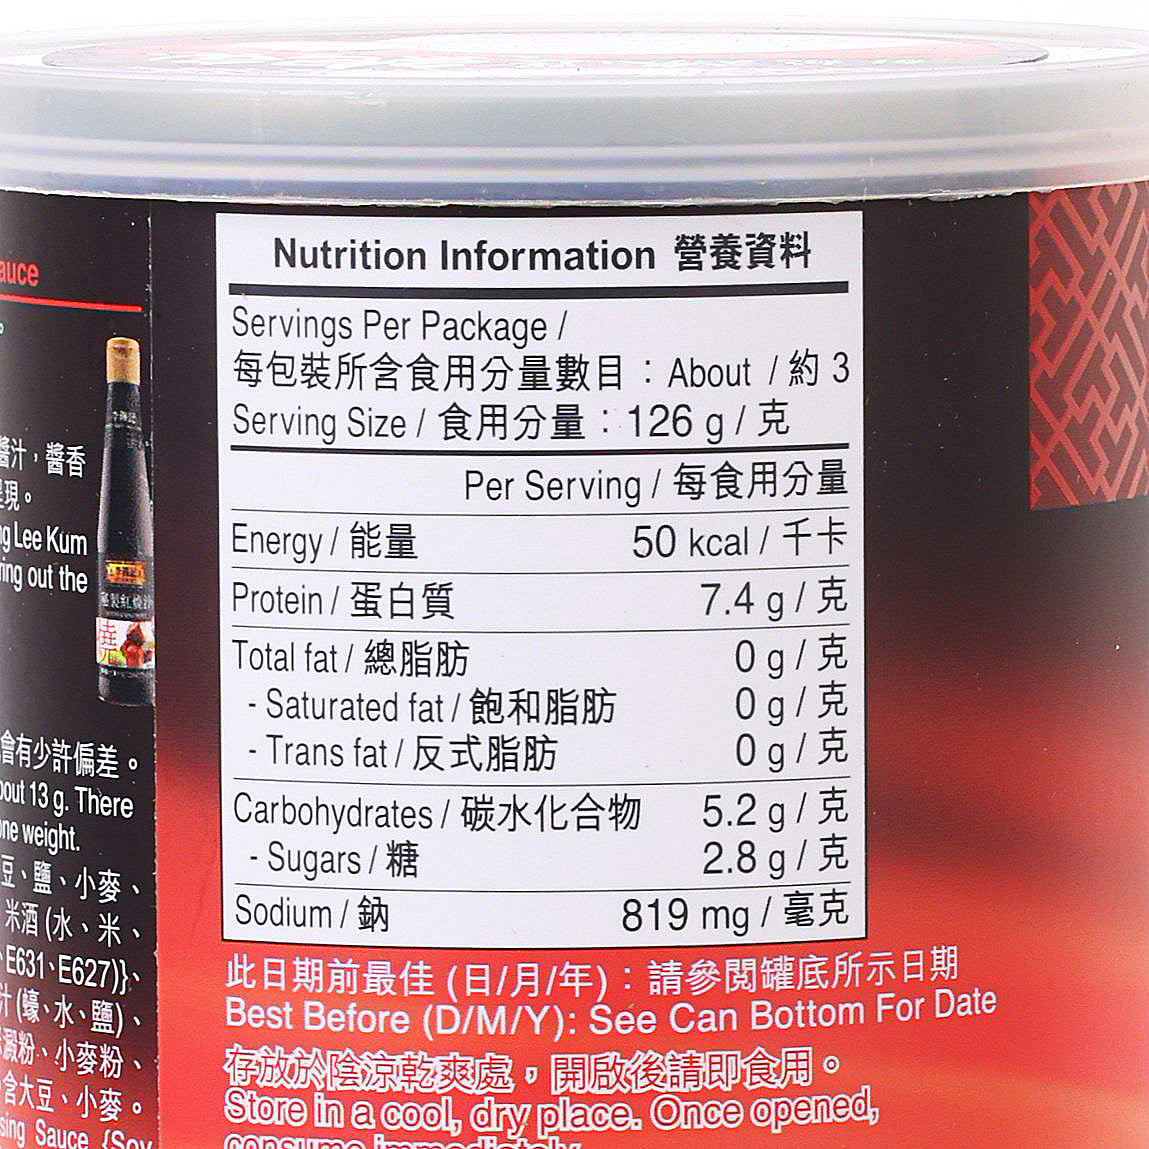 Nutrition Information 營養資料
Servings Per Package /
每包裝所含食用分量數目：About / 約 3
Serving Size / 食用分量：126 g / 克
Per Serving / 每食用分量
Energy / 能量 50 kcal / 千卡
Protein / 蛋白質 7.4 g / 克
Total fat / 總脂肪 0 g / 克
- Saturated fat / 飽和脂肪 0 g / 克
- Trans fat / 反式脂肪 0 g / 克
Carbohydrates / 碳水化合物 5.2 g / 克
- Sugars / 糖 2.8 g / 克
Sodium / 鈉 819 mg / 毫克
此日期前最佳 (日/月/年)：請參閱罐底所示日期
Best Before (D/M/Y): See Can Bottom For Date
存放於陰涼乾爽處，開啟後請即食用。
Store in a cool, dry place. Once opened,
consume immediately.
醬汁，醬香
現。
Lee Kum
out the
會有少許偏差。
13 g. There
weight.
豆、鹽、小麥、
米酒 (水、米、
、E631、E627)}、
汁 (蠔、水、鹽)、
粉、小麥粉、
含大豆、小麥。
Sauce {Soy